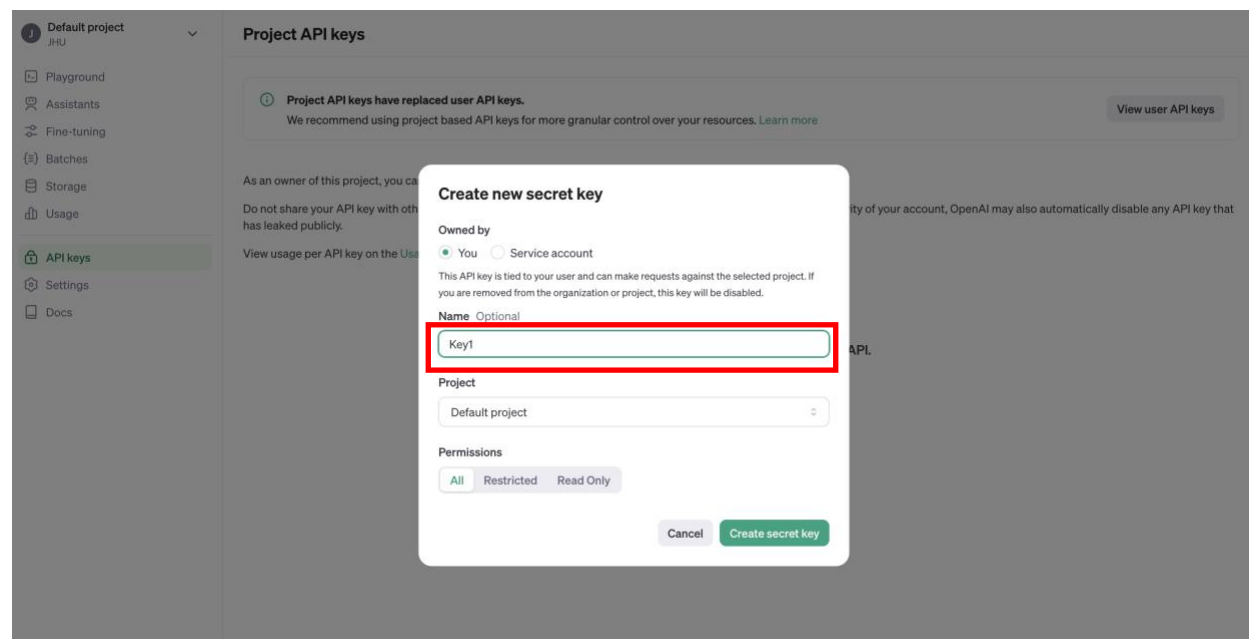 J
Default project
JHU
Playground
Assistants
Fine-tuning
Batches
Storage
Usage
API keys
Settings
Docs
Project API keys
Project API keys have replaced user API keys.
We recommend using project based API keys for more granular control over your resources. Learn more
View user API keys
As an owner of this project, you ca
Do not share your API key with oth
ity of your account, OpenAI may also automatically disable any API key that
has leaked publicly.
View usage per API key on the Usa
API.
Create new secret key
Owned by
You Service account
This API key is tied to your user and can make requests against the selected project. If
you are removed from the organization or project, this key will be disabled.
Name Optional
Key1
Project
Default project
Permissions
All Restricted Read Only
Cancel Create secret key